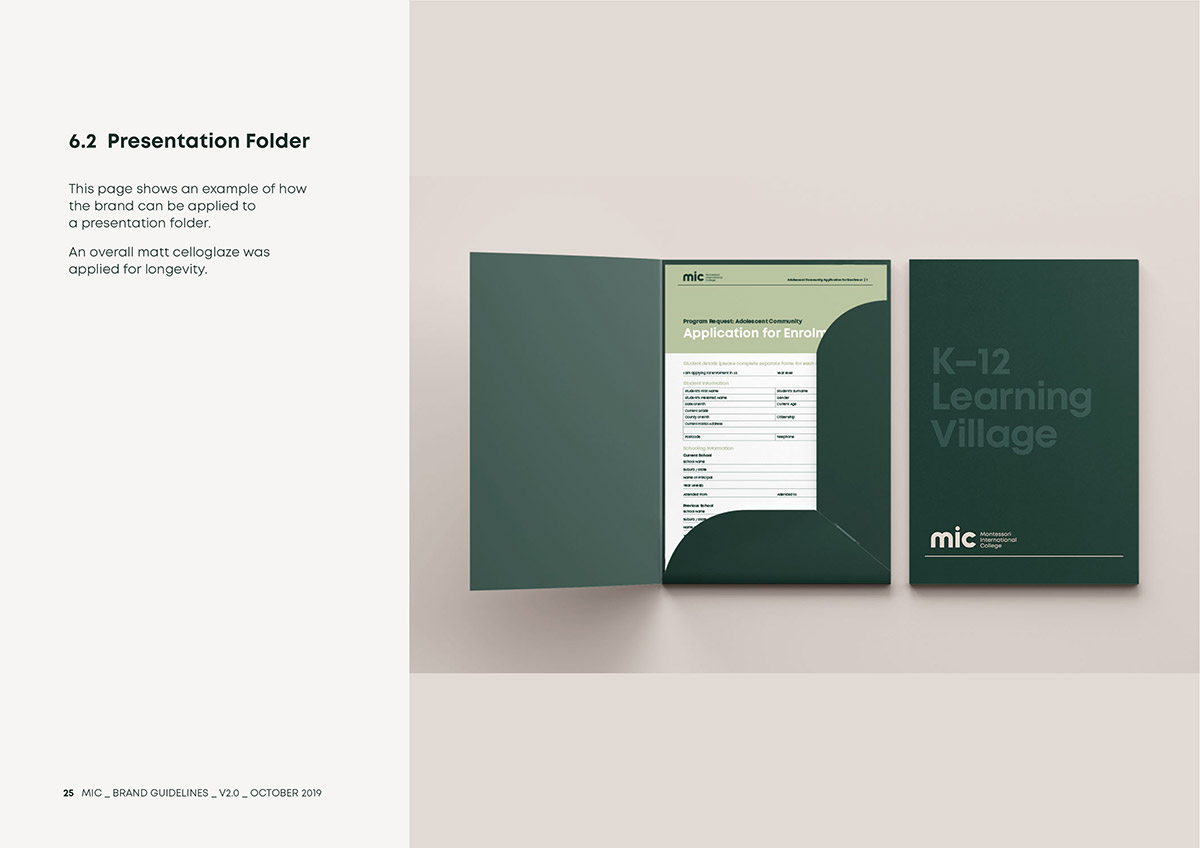 6.2 Presentation Folder
This page shows an example of how
the brand can be applied to
a presentation folder.
An overall matt celloglaze was
applied for longevity.
25 MIC _ BRAND GUIDELINES _ V2.0 _ OCTOBER 2019
mic Montessori
International
College
Adolescent Community Application for Enrolment | 1
Program Request: Adolescent Community
Application for Enrolm
Student details (please complete separate form for each
I am applying for enrolment in 20
Year level
Student Information
Student's First Name
Student's Surname
Student's Preferred Name
Gender
Date of Birth
Current Age
Current Grade
Country of Birth
Citizenship
Current Postal Address
Postcode
Telephone
Schooling Information
Current School
School Name
Suburb / State
Name of Principal
Year Level(s)
Attended from
Attended to
Previous School
School Name
Suburb / State
Name
K–12
Learning
Village
mic Montessori
International
College